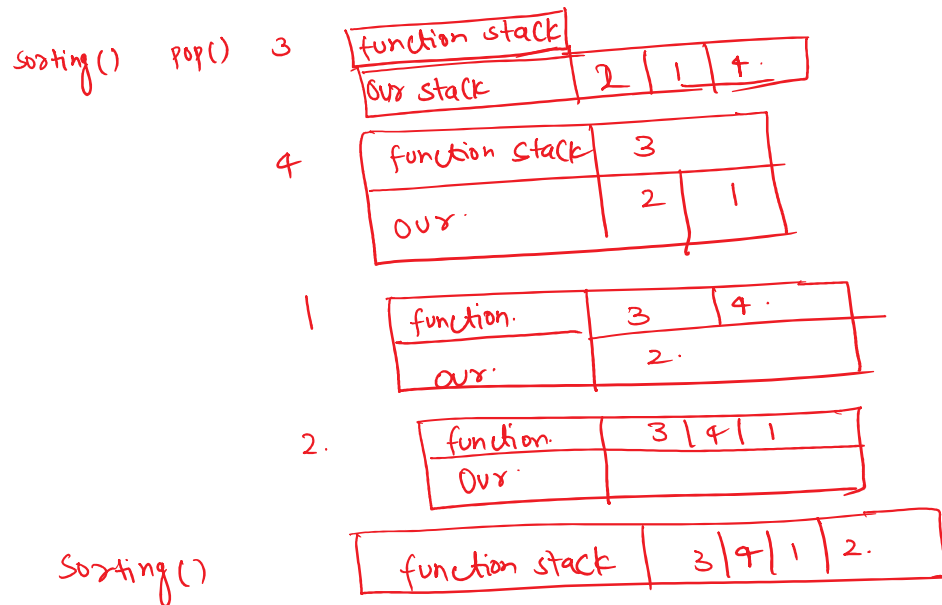 sorting() pop() 3 function stack
our stack 2 1 4.
4 function stack 3
our. 2 1
1 function. 3 4.
our. 2.
2. function. 3 4 1
our.
sorting() function stack 3 4 1 2.